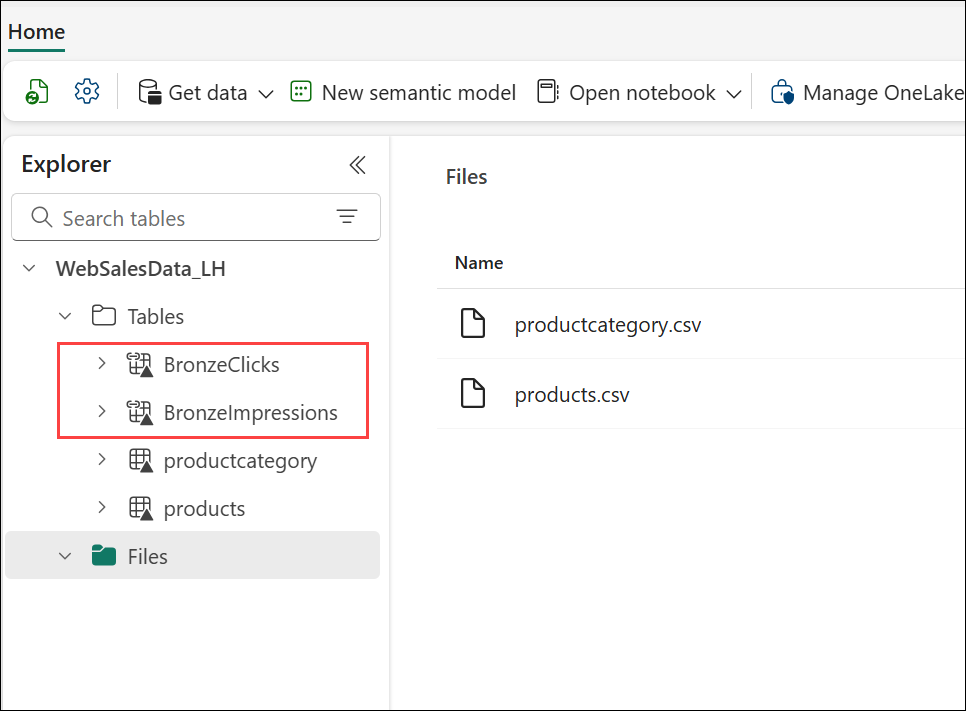 Home
Get data
New semantic model
Open notebook
Manage OneLake
Explorer
Search tables
WebSalesData_LH
Tables
BronzeClicks
BronzeImpressions
productcategory
products
Files
Files
Name
productcategory.csv
products.csv